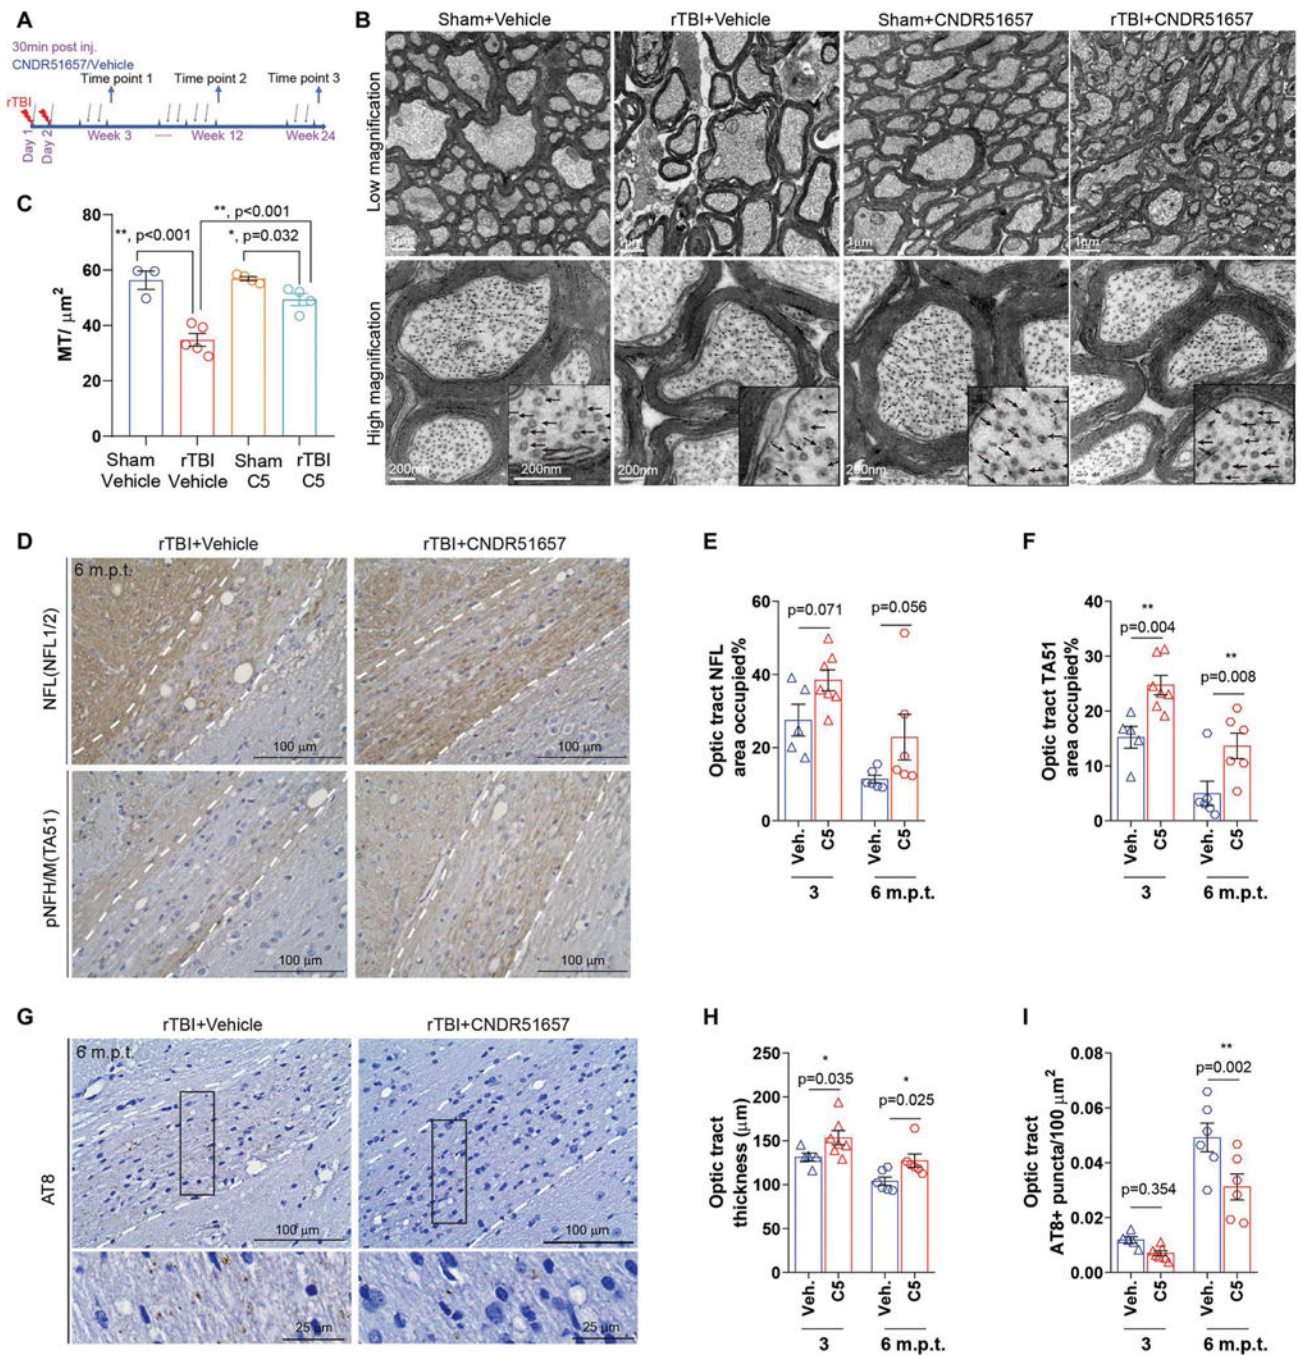 A
30min post inj.
CNDR51657/Vehicle
Time point 1
Time point 2
Time point 3
rTBI
Day 1
Day 2
Week 3
......
Week 12
Week 24
B
Sham+Vehicle
rTBI+Vehicle
Sham+CNDR51657
rTBI+CNDR51657
Low magnification
1μm
1μm
1μm
1μm
High magnification
200nm
200nm
200nm
200nm
200nm
C
**, p<0.001
**, p<0.001
*, p=0.032
MT/ μm²
80
60
40
20
0
Sham Vehicle
rTBI Vehicle
Sham C5
rTBI C5
D
rTBI+Vehicle
rTBI+CNDR51657
6 m.p.t.
NFL(NFL1/2)
100 μm
100 μm
pNFH/M(TA51)
100 μm
100 μm
E
Optic tract NFL
area occupied%
60
40
20
0
p=0.071
p=0.056
Veh.
C5
Veh.
C5
3
6 m.p.t.
F
Optic tract TA51
area occupied%
40
30
20
10
0
**
p=0.004
**
p=0.008
Veh.
C5
Veh.
C5
3
6 m.p.t.
G
rTBI+Vehicle
rTBI+CNDR51657
6 m.p.t.
AT8
100 μm
100 μm
25 μm
25 μm
H
Optic tract
thickness (μm)
250
200
150
100
50
0
*
p=0.035
*
p=0.025
Veh.
C5
Veh.
C5
3
6 m.p.t.
I
Optic tract
AT8+ puncta/100 μm²
0.08
0.06
0.04
0.02
0.00
p=0.354
**
p=0.002
Veh.
C5
Veh.
C5
3
6 m.p.t.